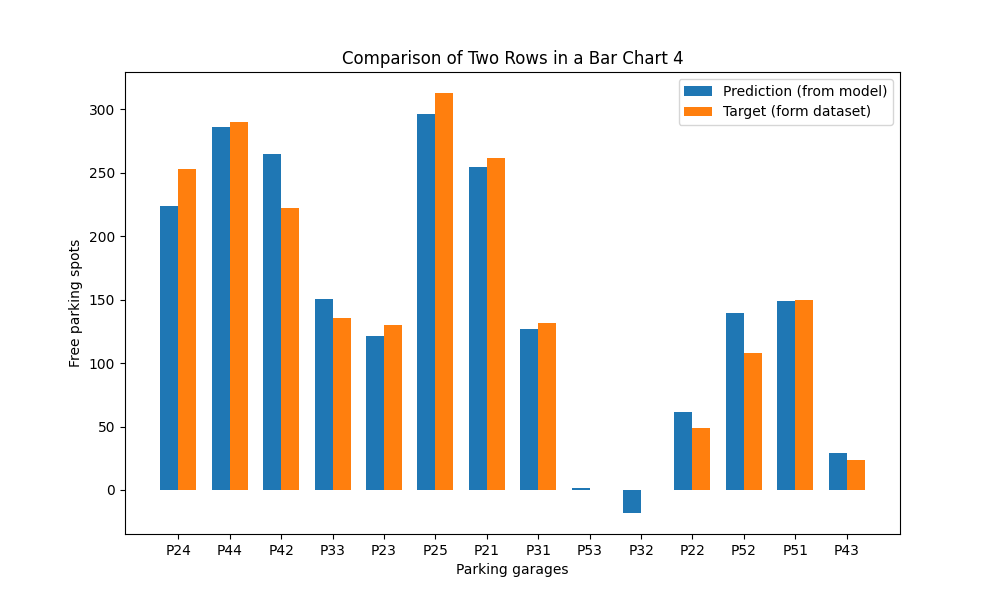 Comparison of Two Rows in a Bar Chart 4
Prediction (from model)
Target (form dataset)
Free parking spots
300
250
200
150
100
50
0
P24 P44 P42 P33 P23 P25 P21 P31 P53 P32 P22 P52 P51 P43
Parking garages